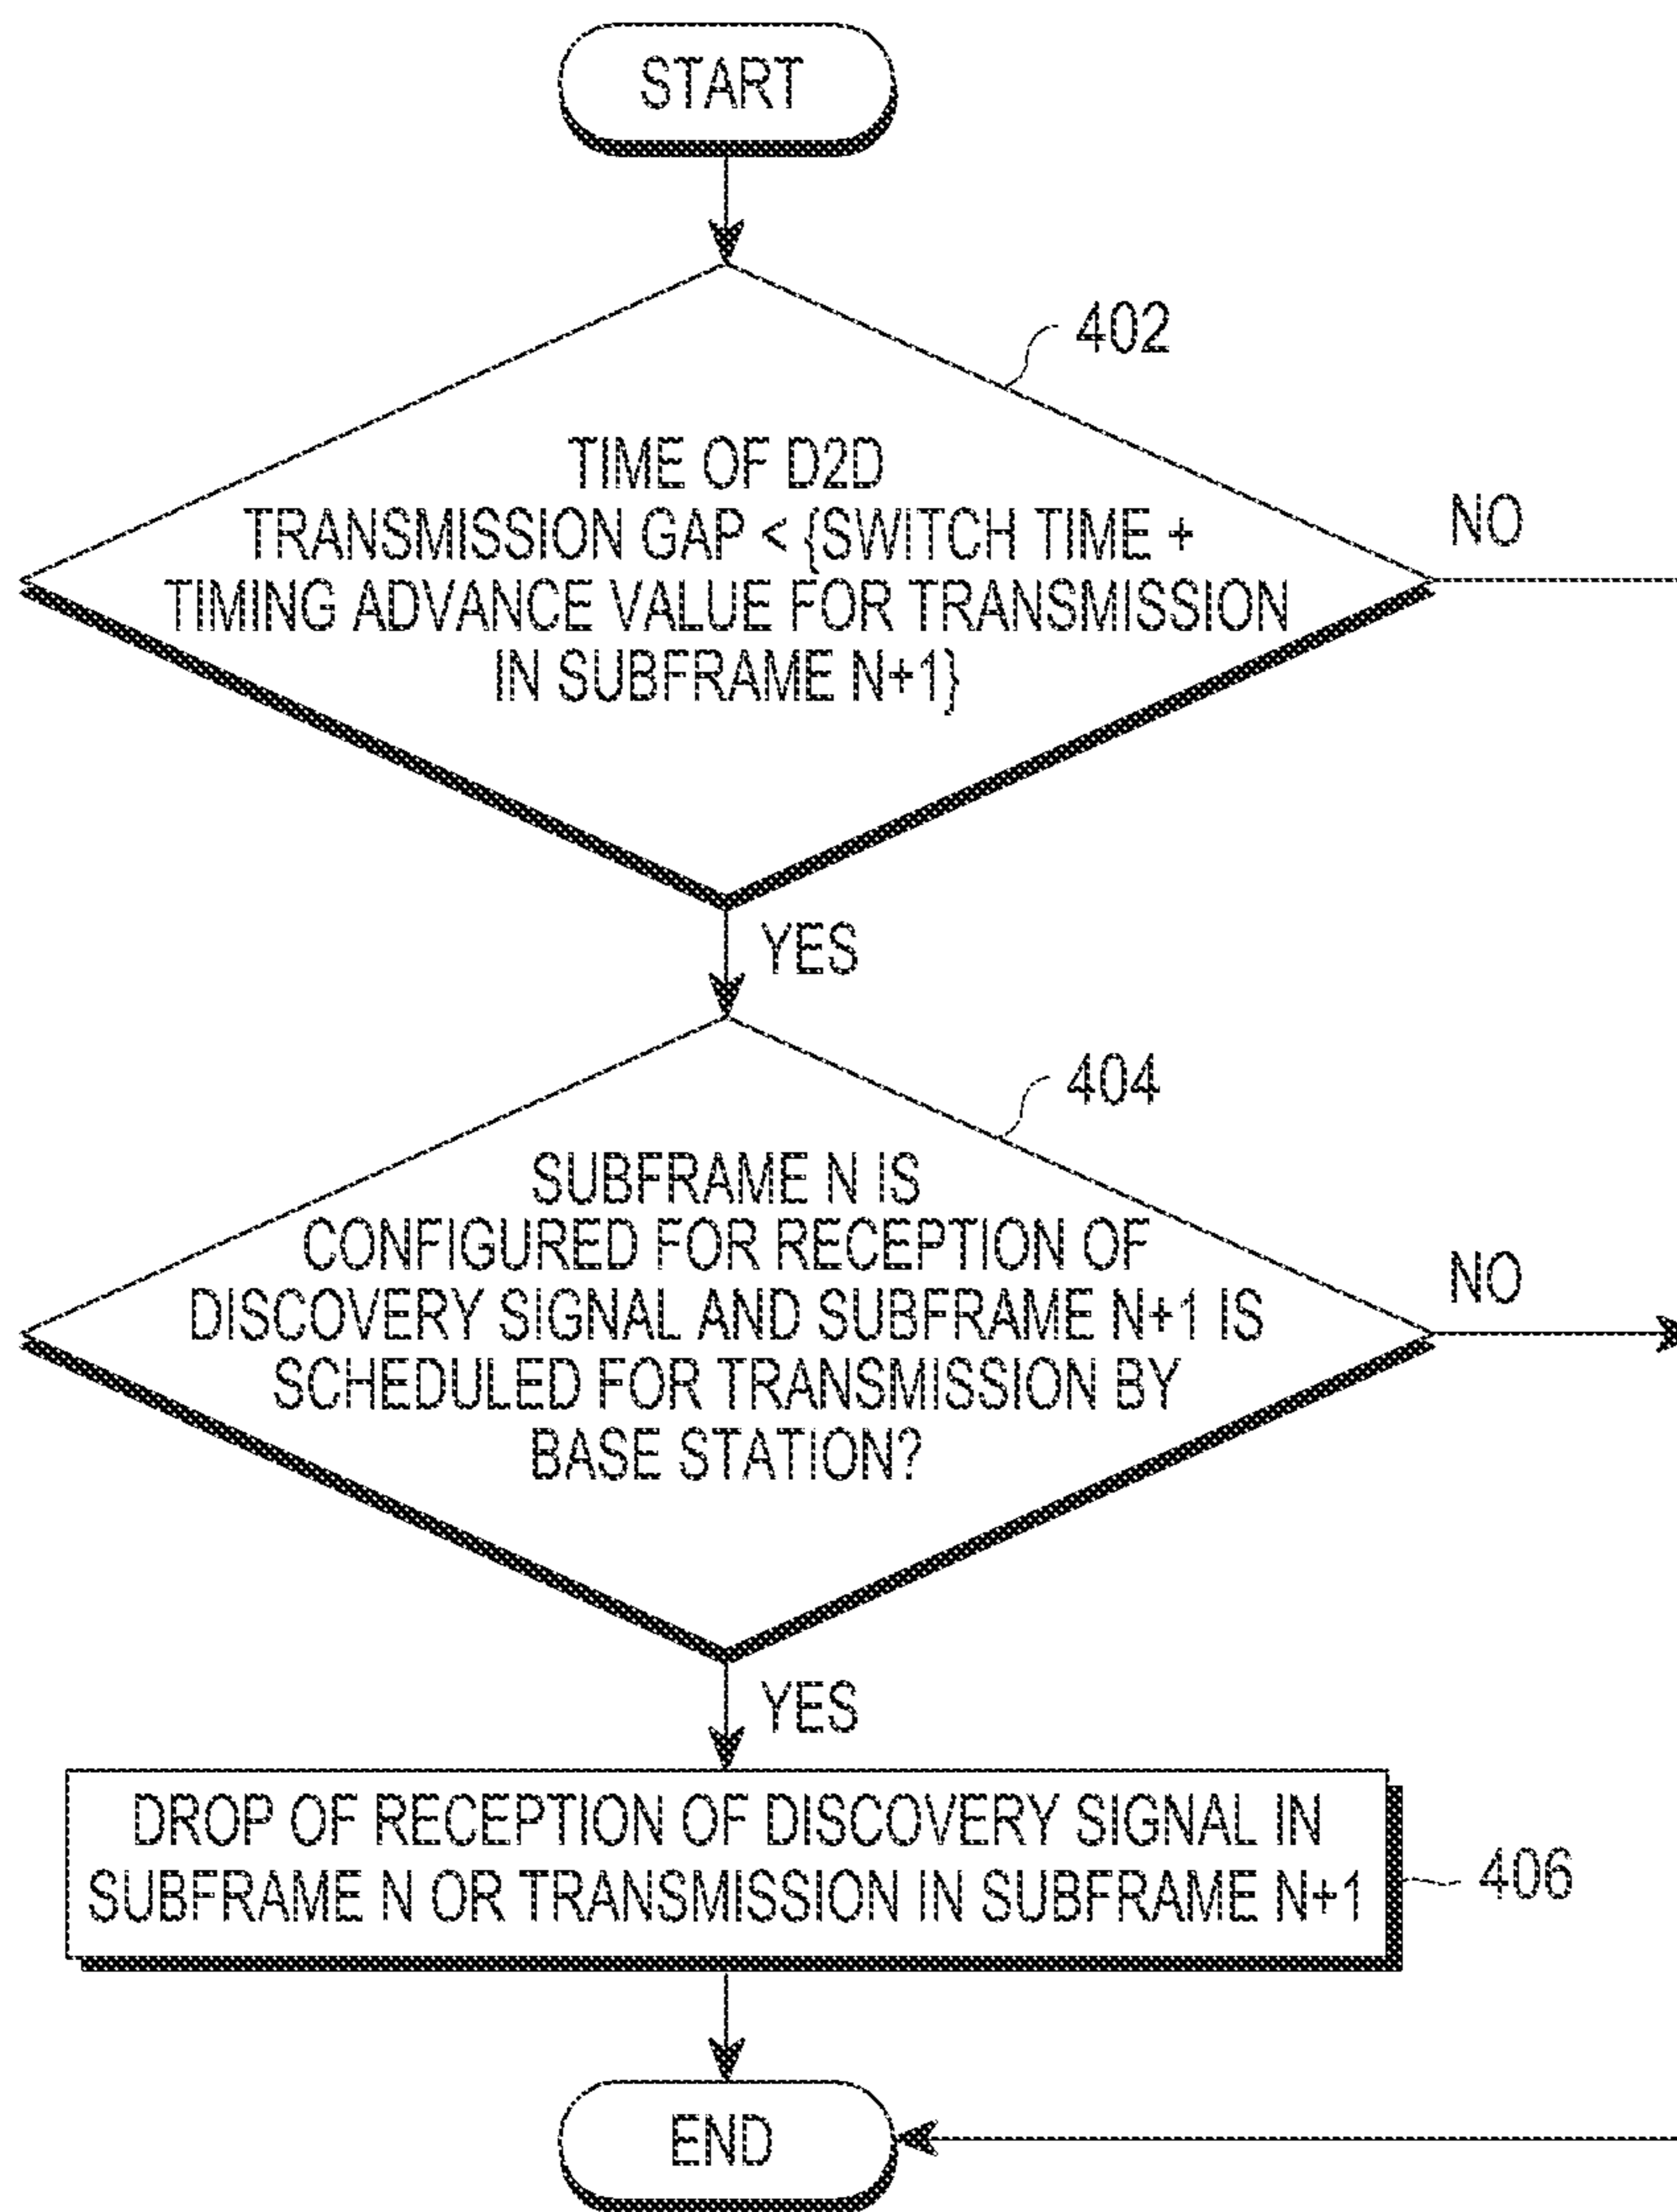 START
402
TIME OF D2D
TRANSMISSION GAP < {SWITCH TIME +
TIMING ADVANCE VALUE FOR TRANSMISSION
IN SUBFRAME N+1}
NO
YES
404
SUBFRAME N IS
CONFIGURED FOR RECEPTION OF
DISCOVERY SIGNAL AND SUBFRAME N+1 IS
SCHEDULED FOR TRANSMISSION BY
BASE STATION?
NO
YES
DROP OF RECEPTION OF DISCOVERY SIGNAL IN
SUBFRAME N OR TRANSMISSION IN SUBFRAME N+1
406
END